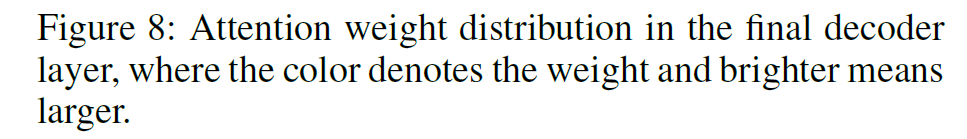 Figure 8: Attention weight distribution in the final decoder
layer, where the color denotes the weight and brighter means
larger.